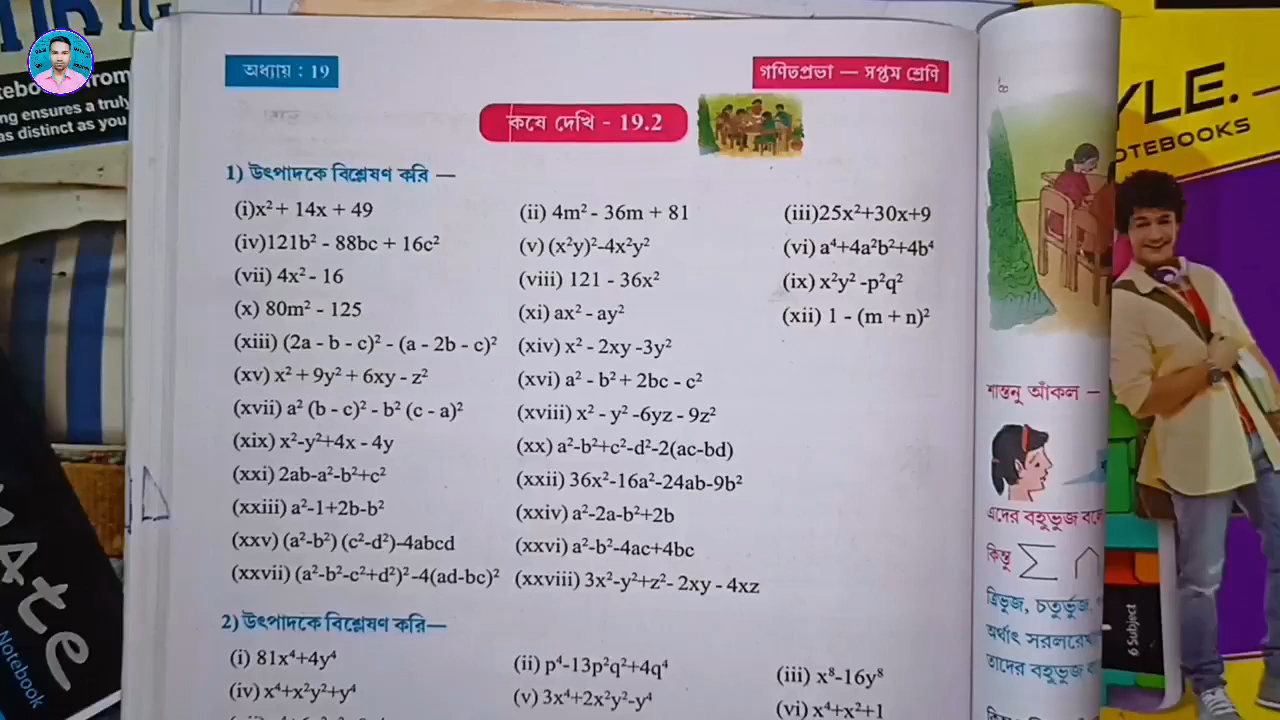 অধ্যায় : 19
গণিতপ্রভা — সপ্তম শ্রেণি
কষে দেখি - 19.2
1) উৎপাদকে বিশ্লেষণ করি —
(i)x² + 14x + 49 (ii) 4m² - 36m + 81 (iii)25x²+30x+9
(iv)121b² - 88bc + 16c² (v) (x²y)²-4x²y² (vi) a⁴+4a²b²+4b⁴
(vii) 4x² - 16 (viii) 121 - 36x² (ix) x²y² -p²q²
(x) 80m² - 125 (xi) ax² - ay² (xii) 1 - (m + n)²
(xiii) (2a - b - c)² - (a - 2b - c)² (xiv) x² - 2xy -3y²
(xv) x² + 9y² + 6xy - z² (xvi) a² - b² + 2bc - c²
(xvii) a² (b - c)² - b² (c - a)² (xviii) x² - y² -6yz - 9z²
(xix) x²-y²+4x - 4y (xx) a²-b²+c²-d²-2(ac-bd)
(xxi) 2ab-a²-b²+c² (xxii) 36x²-16a²-24ab-9b²
(xxiii) a²-1+2b-b² (xxiv) a²-2a-b²+2b
(xxv) (a²-b²) (c²-d²)-4abcd (xxvi) a²-b²-4ac+4bc
(xxvii) (a²-b²-c²+d²)²-4(ad-bc)² (xxviii) 3x²-y²+z²- 2xy - 4xz
2) উৎপাদকে বিশ্লেষণ করি—
(i) 81x⁴+4y⁴ (ii) p⁴-13p²q²+4q⁴ (iii) x⁸-16y⁸
(iv) x⁴+x²y²+y⁴ (v) 3x⁴+2x²y²-y⁴ (vi) x⁴+x²+1
শান্তনু আঁকল —
এদের বহুভুজ
কিন্তু
ত্রিভুজ, চতুর্ভুজ,
অর্থাৎ সরলরেখা
তাদের বহুভুজ
YLE.
OTEBOOKS
6 Subject
from
ng ensures a truly
as distinct as you
ate
Notebook